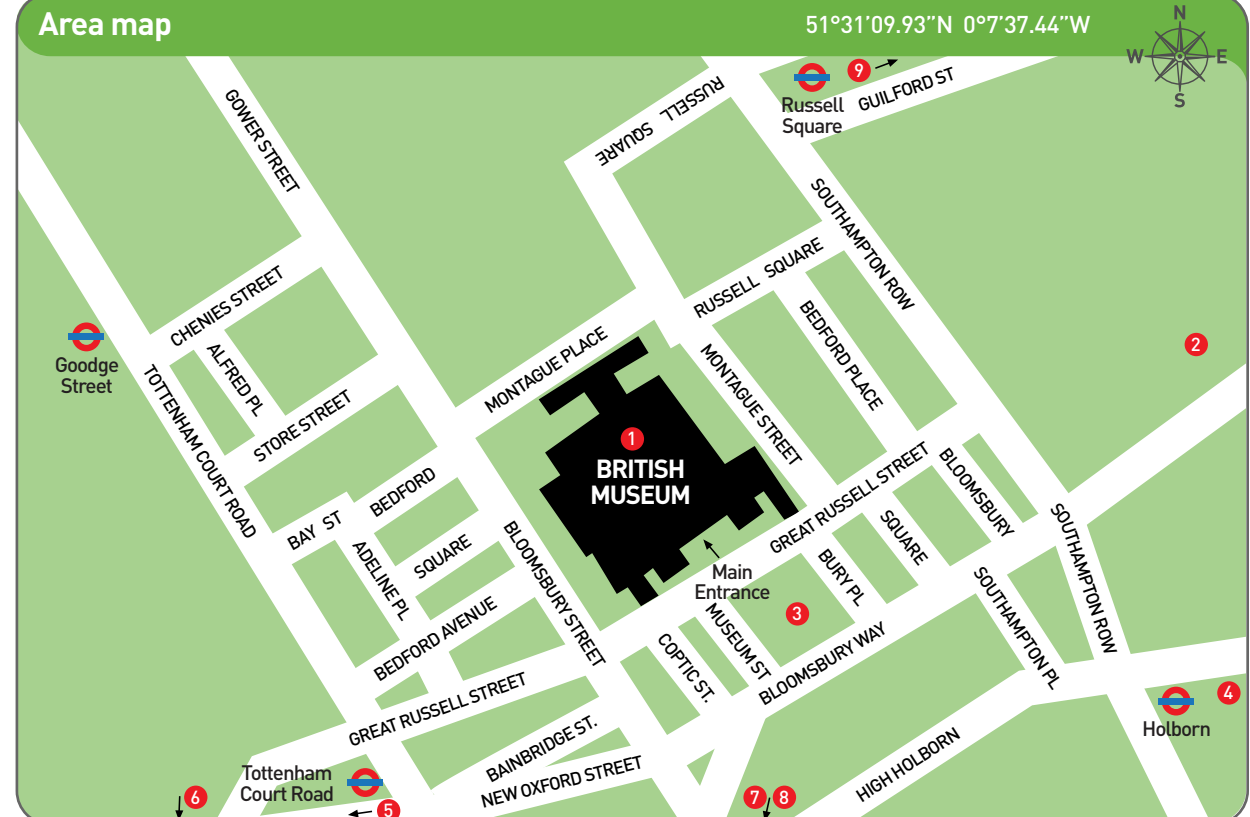 Area map
51°31'09.93"N 0°7'37.44"W
N
W
E
S
GOWER STREET
RUSSELL SQUARE
9
Russell
Square
GUILFORD ST
SOUTHAMPTON ROW
RUSSELL SQUARE
CHENIES STREET
ALFRED PL
Goodge
Street
TOTTENHAM COURT ROAD
STORE STREET
MONTAGUE PLACE
MONTAGUE STREET
BEDFORD PLACE
2
1
BRITISH
MUSEUM
BEDFORD
BAY ST
SQUARE
ADELINE PL
BEDFORD AVENUE
BLOOMSBURY STREET
GREAT RUSSELL STREET
BLOOMSBURY
SQUARE
SOUTHAMPTON ROW
Main
Entrance
BURY PL
3
MUSEUM ST
COPTIC ST.
BLOOMSBURY WAY
SOUTHAMPTON PL
GREAT RUSSELL STREET
BAINBRIDGE ST.
NEW OXFORD STREET
HIGH HOLBORN
4
Holborn
Tottenham
Court Road
6
5
7
8